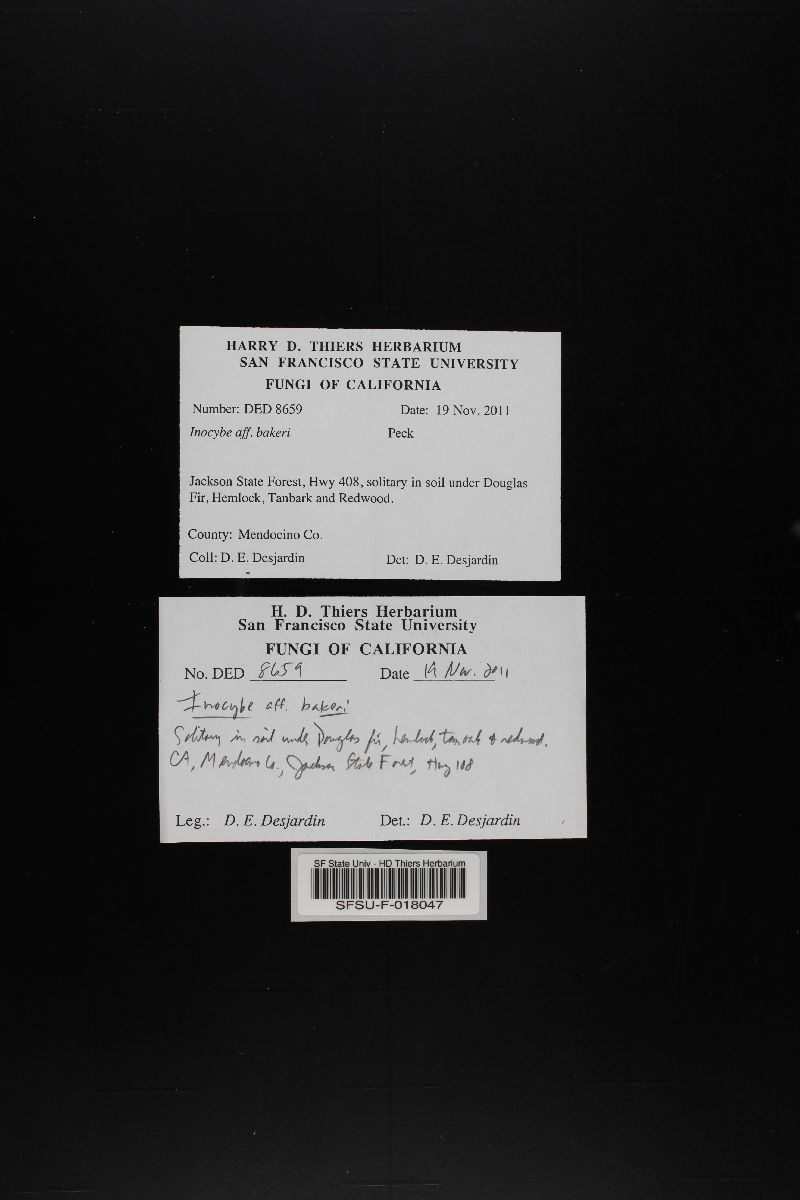 HARRY D. THIERS HERBARIUM
SAN FRANCISCO STATE UNIVERSITY
FUNGI OF CALIFORNIA
Number: DED 8659 Date: 19 Nov. 2011
Inocybe aff. bakeri Peck
Jackson State Forest, Hwy 408, solitary in soil under Douglas
Fir, Hemlock, Tanbark and Redwood.
County: Mendocino Co.
Coll: D. E. Desjardin Det: D. E. Desjardin
H. D. Thiers Herbarium
San Francisco State University
FUNGI OF CALIFORNIA
No. DED 8659 Date 19 Nov. 2011
Inocybe aff. bakeri
Solitary in soil under Douglas fir, hemlock, tanoak & redwood.
CA, Mendocino Co., Jackson State Forest, Hwy
Leg.: D. E. Desjardin Det.: D. E. Desjardin
SF State Univ - HD Thiers Herbarium
SFSU-F-018047